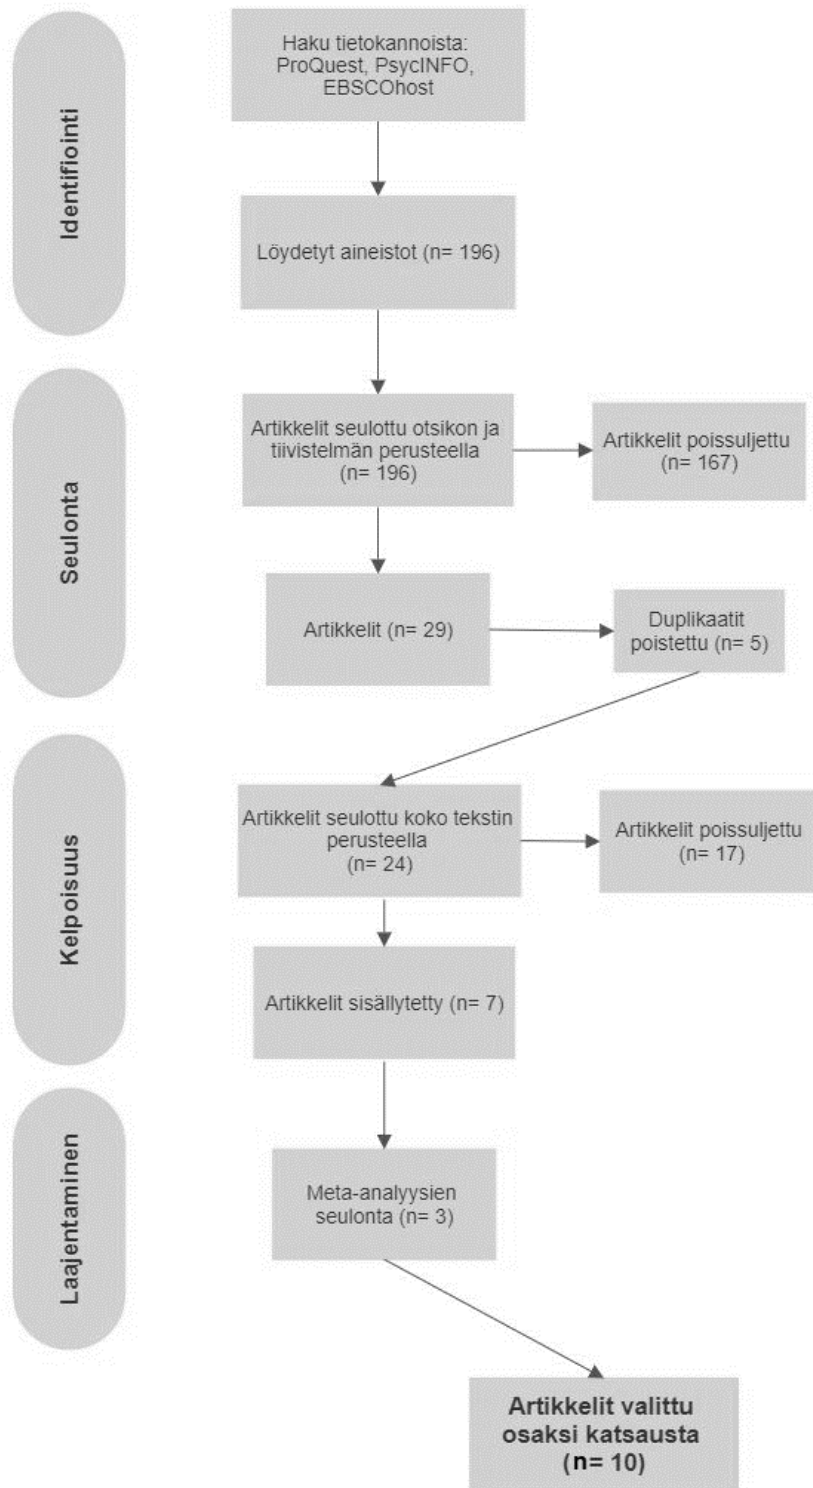 Identifiointi
Haku tietokannoista:
ProQuest, PsycINFO,
EBSCOhost
Löydetyt aineistot (n= 196)
Seulonta
Artikkelit seulottu otsikon ja
tiivistelmän perusteella
(n= 196)
Artikkelit poissuljettu
(n= 167)
Artikkelit (n= 29)
Duplikaatit
poistettu (n= 5)
Kelpoisuus
Artikkelit seulottu koko tekstin
perusteella
(n= 24)
Artikkelit poissuljettu
(n= 17)
Artikkelit sisällytetty (n= 7)
Laajentaminen
Meta-analyysien
seulonta (n= 3)
Artikkelit valittu
osaksi katsausta
(n= 10)